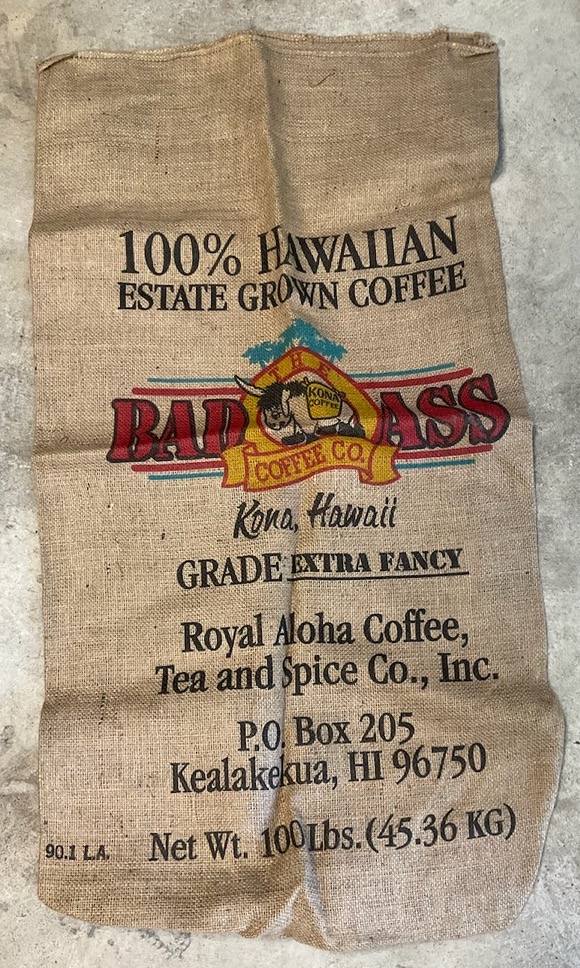 100% HAWAIIAN
ESTATE GROWN COFFEE
THE
KONA
COFFEE
BAD ASS
COFFEE CO.
Kona, Hawaii
GRADE EXTRA FANCY
Royal Aloha Coffee,
Tea and Spice Co., Inc.
P.O. Box 205
Kealakekua, HI 96750
90.1 L.A. Net Wt. 100 Lbs. (45.36 KG)